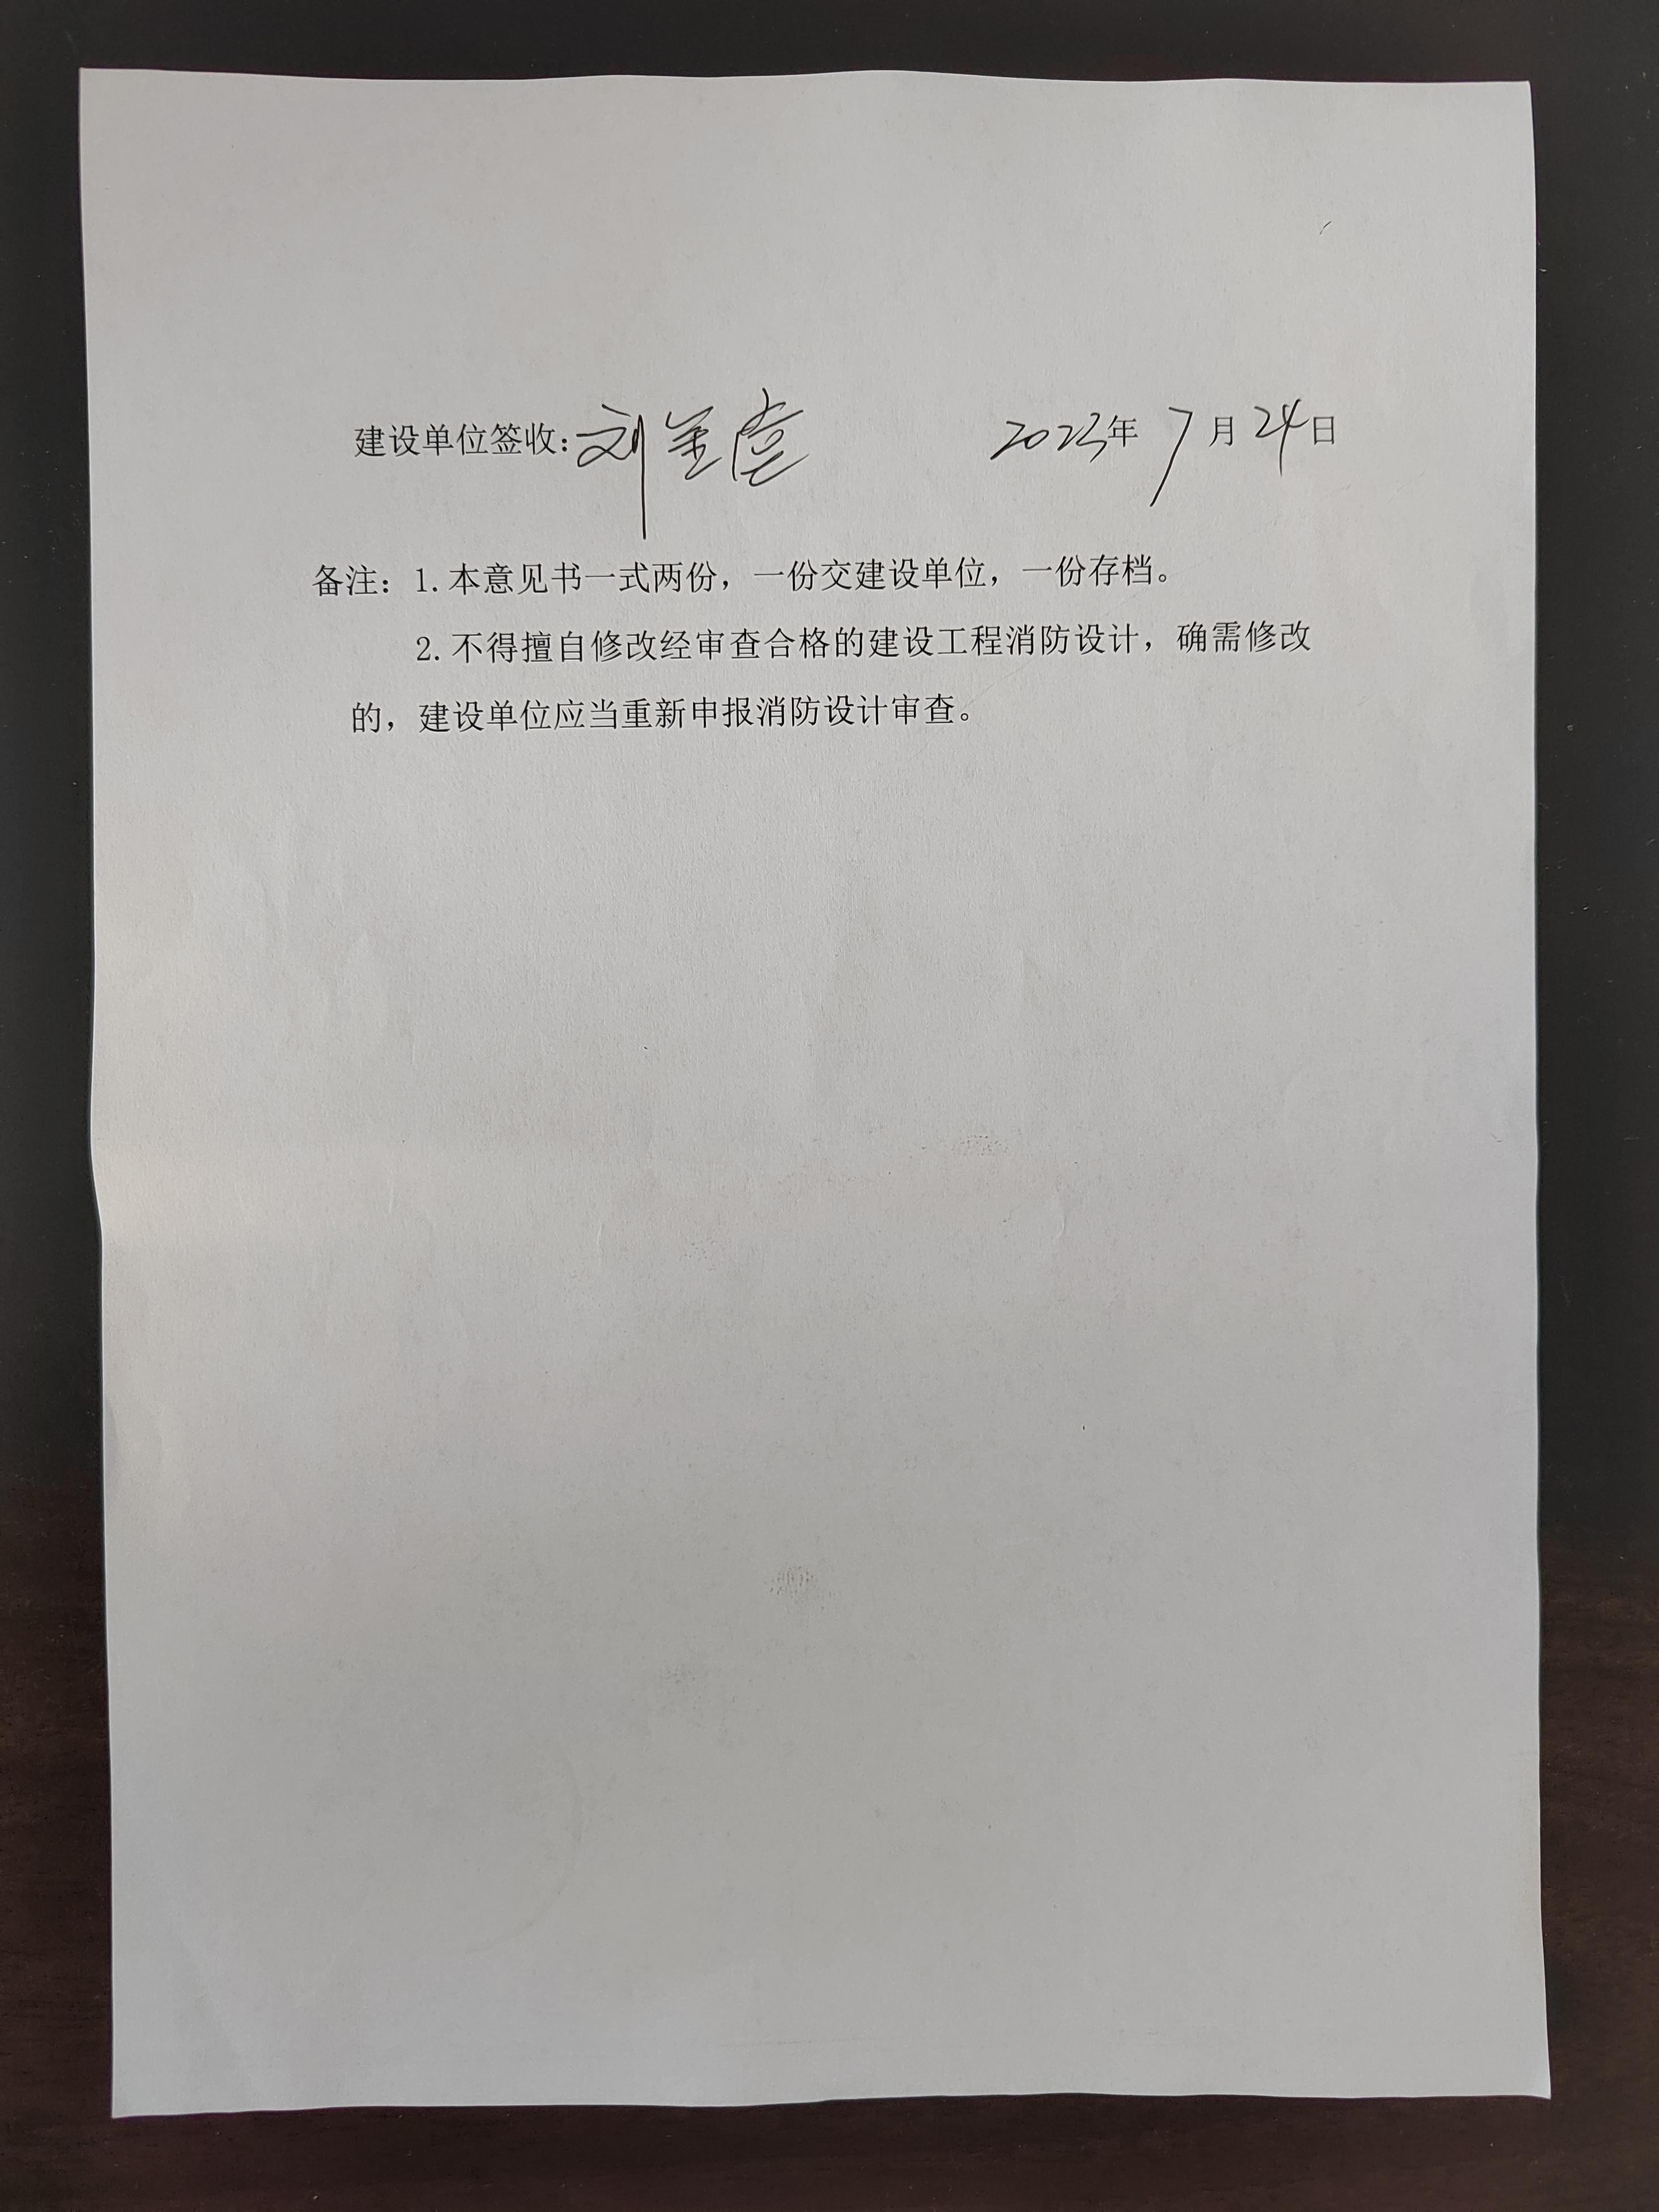 建设单位签收：刘 2023年 7月24日
备注：1.本意见书一式两份，一份交建设单位，一份存档。
2.不得擅自修改经审查合格的建设工程消防设计，确需修改
的，建设单位应当重新申报消防设计审查。